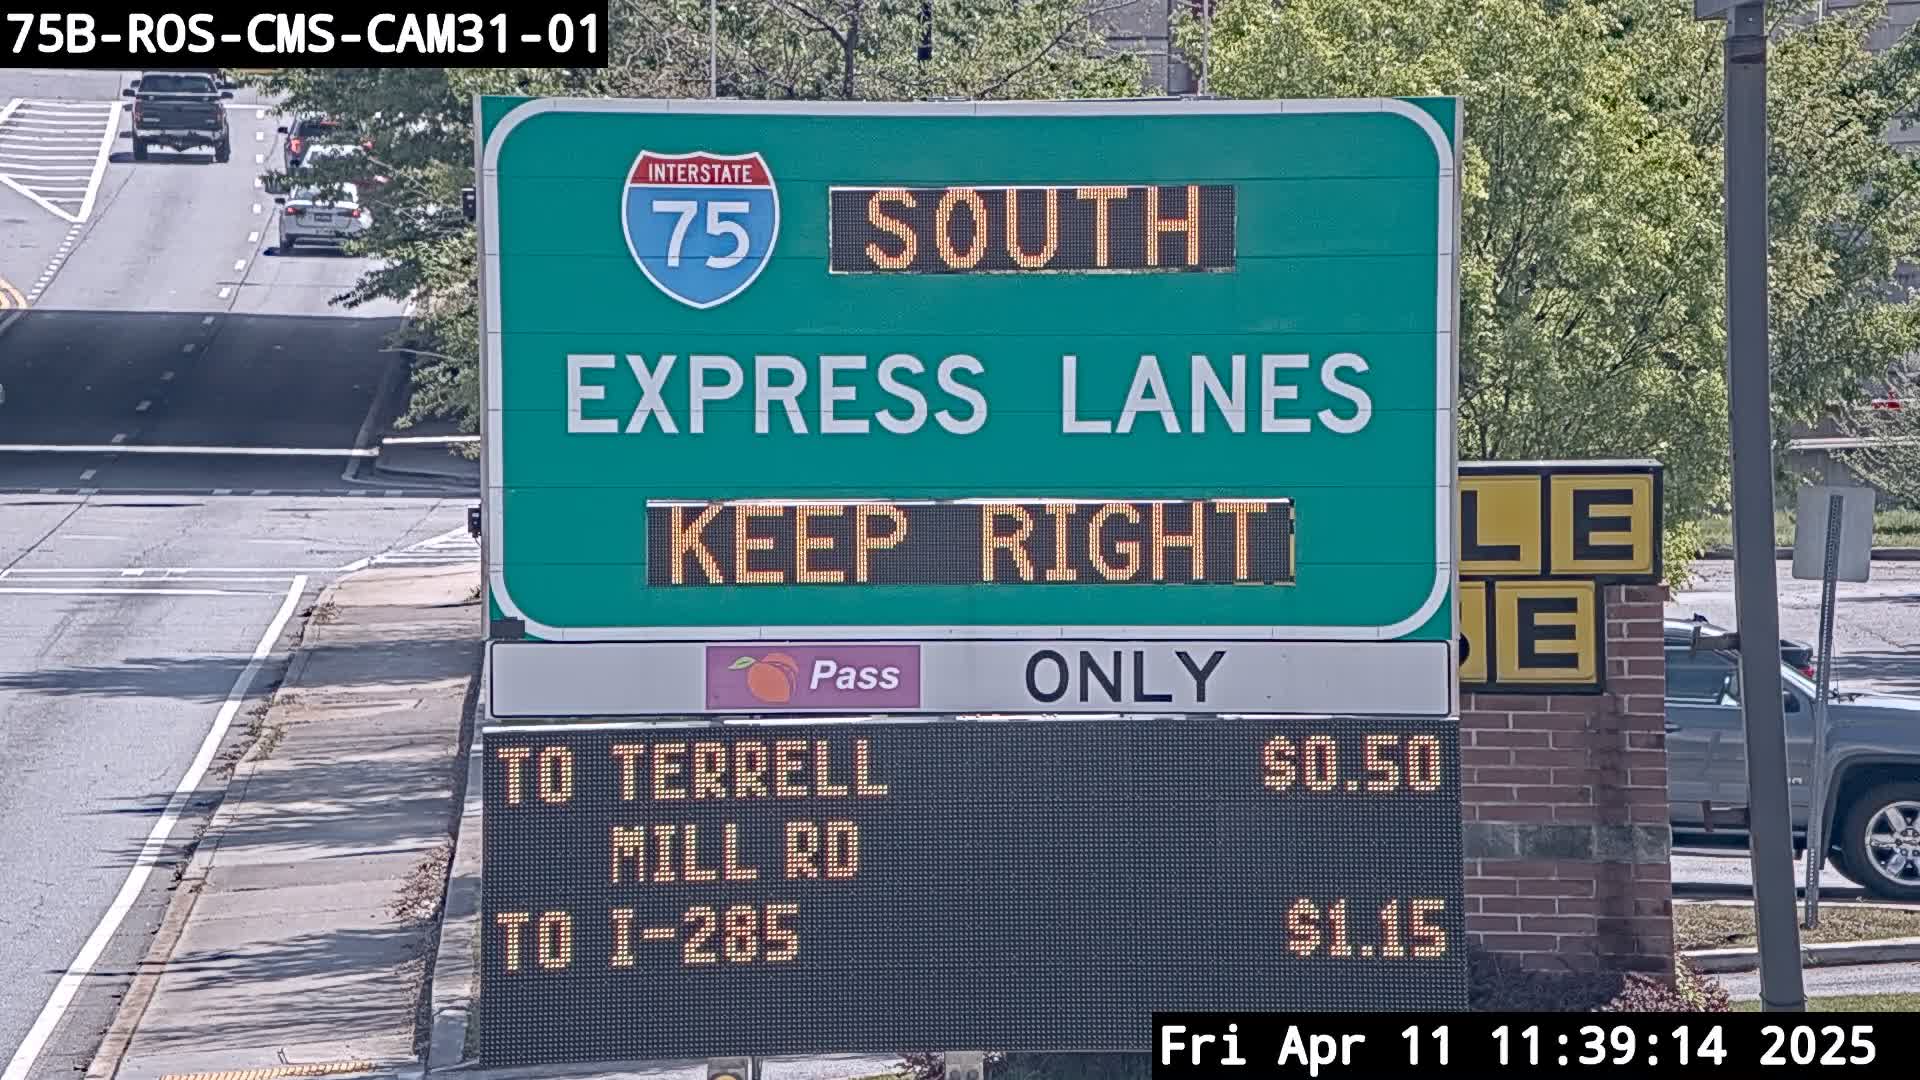 75B-ROS-CMS-CAM31-01
INTERSTATE
75
SOUTH
EXPRESS LANES
KEEP RIGHT
Pass ONLY
TO TERRELL $0.50
MILL RD
TO I-285 $1.15
LE
E
Fri Apr 11 11:39:14 2025